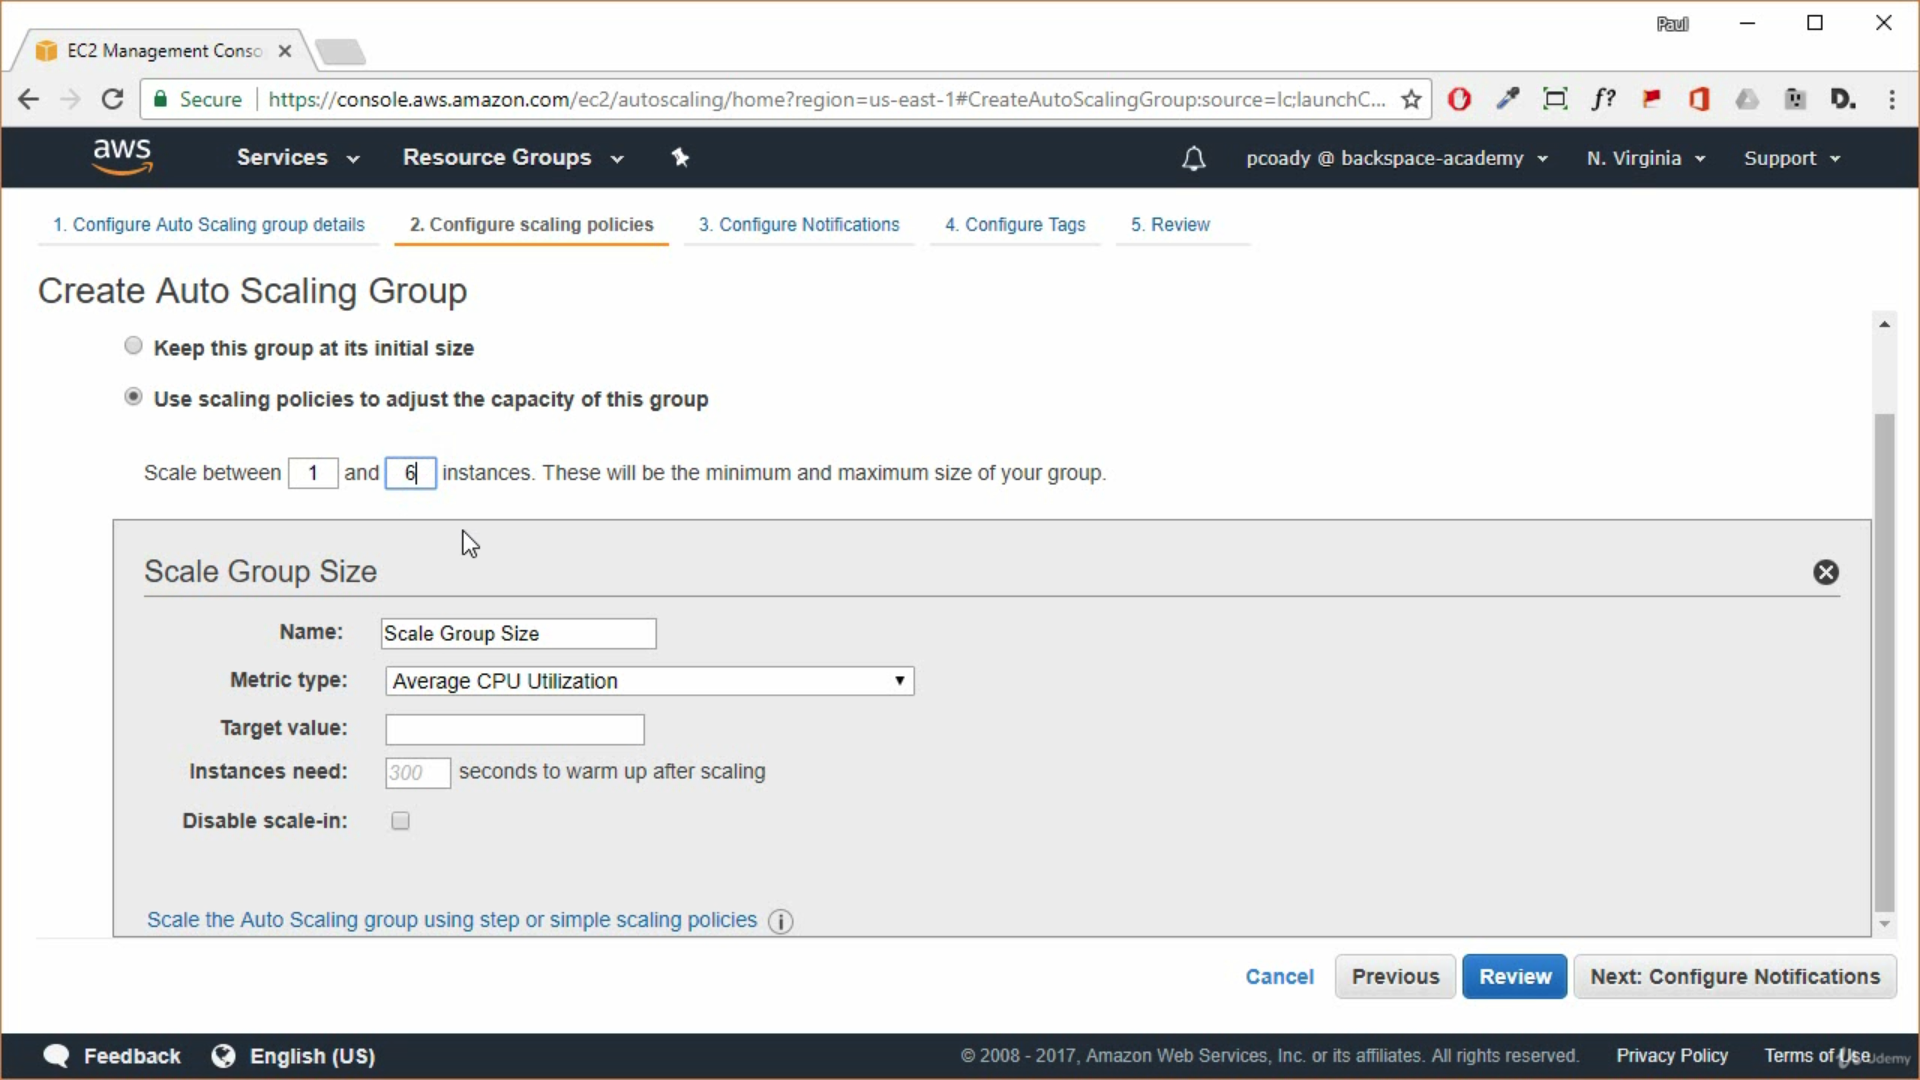 Paul
EC2 Management Conso
Secure https://console.aws.amazon.com/ec2/autoscaling/home?region=us-east-1#CreateAutoScalingGroup:source=lc;launchC...
f?
D.
aws Services Resource Groups pcoady @ backspace-academy N. Virginia Support
1. Configure Auto Scaling group details 2. Configure scaling policies 3. Configure Notifications 4. Configure Tags 5. Review
Create Auto Scaling Group
Keep this group at its initial size
Use scaling policies to adjust the capacity of this group
Scale between 1 and 6 instances. These will be the minimum and maximum size of your group.
Scale Group Size
Name: Scale Group Size
Metric type: Average CPU Utilization
Target value:
Instances need: 300 seconds to warm up after scaling
Disable scale-in:
Scale the Auto Scaling group using step or simple scaling policies i
Cancel Previous Review Next: Configure Notifications
Feedback English (US) © 2008 - 2017, Amazon Web Services, Inc. or its affiliates. All rights reserved. Privacy Policy Terms of Use
Udemy